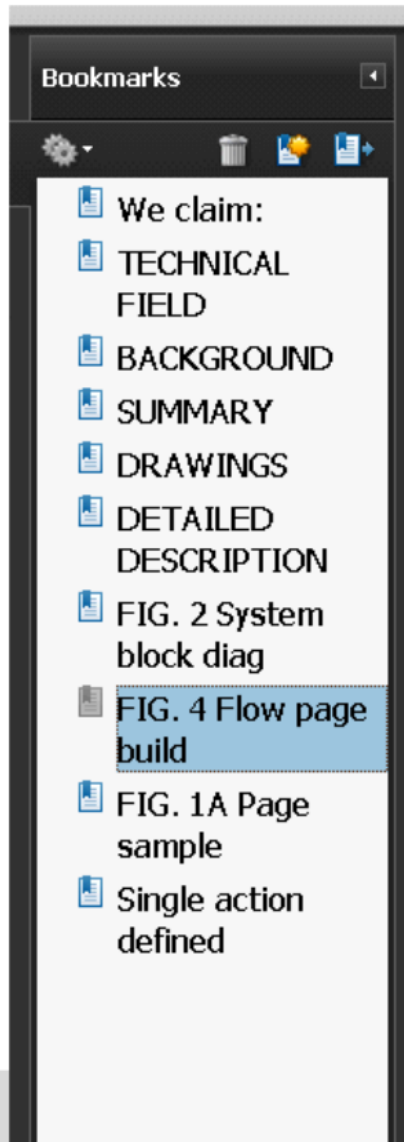 Bookmarks
We claim:
TECHNICAL
FIELD
BACKGROUND
SUMMARY
DRAWINGS
DETAILED
DESCRIPTION
FIG. 2 System
block diag
FIG. 4 Flow page
build
FIG. 1A Page
sample
Single action
defined